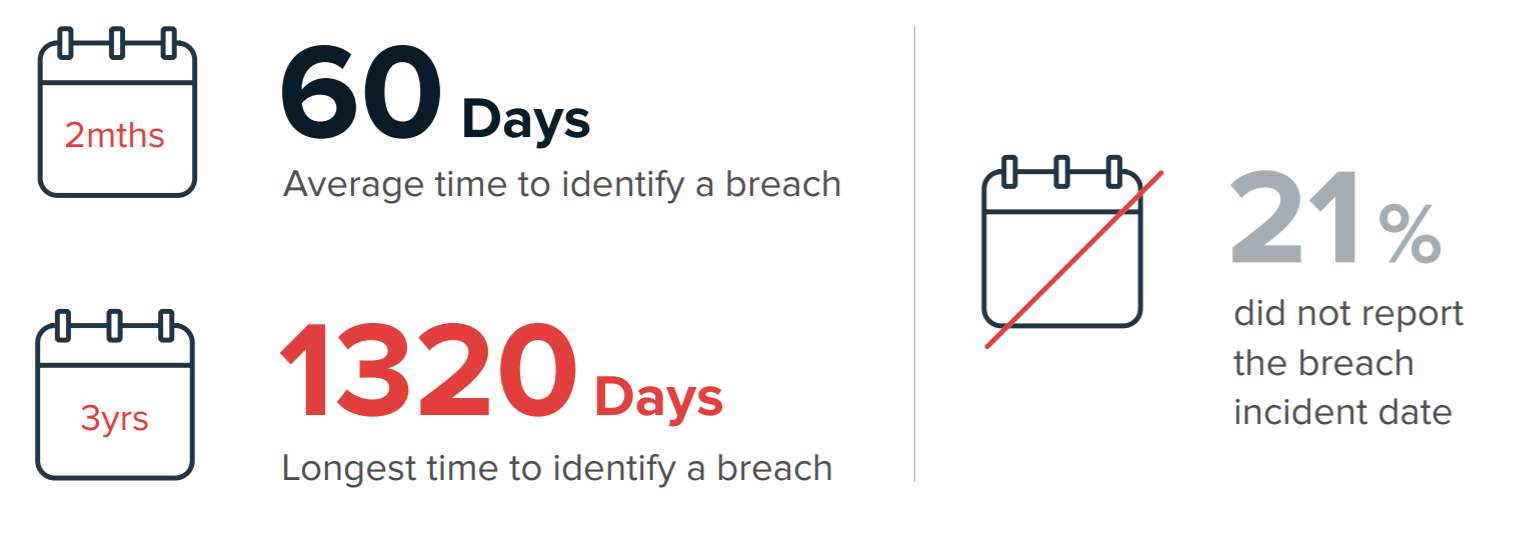 2mths
60 Days
Average time to identify a breach
3yrs
1320 Days
Longest time to identify a breach
21%
did not report
the breach
incident date